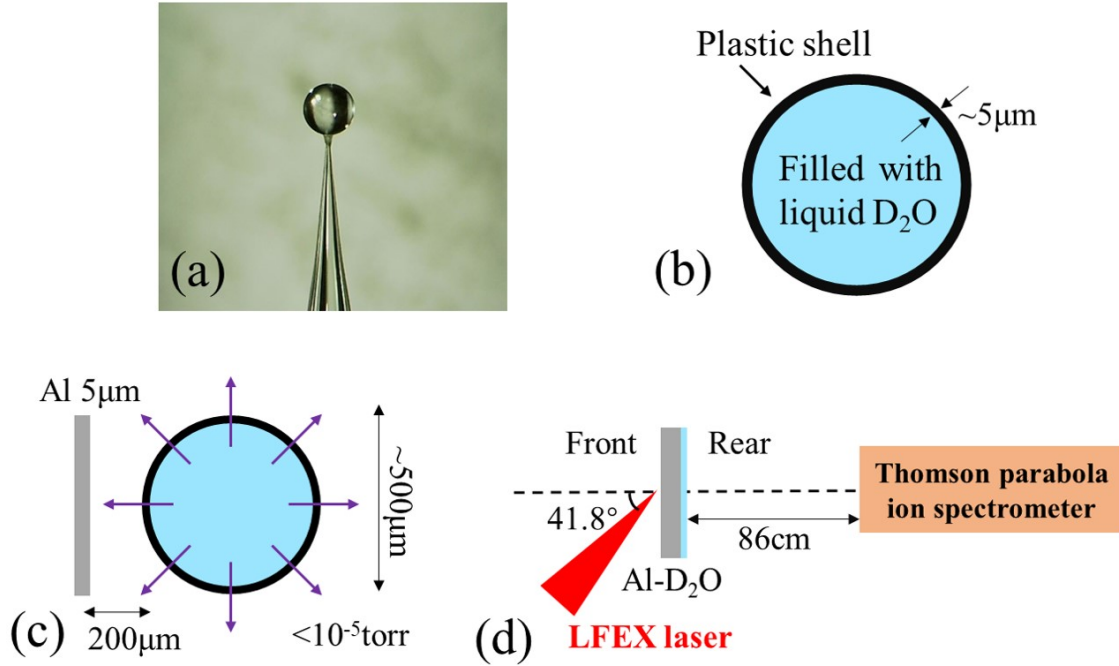 (a)
Plastic shell
~5μm
Filled with
liquid D₂O
(b)
Al 5μm
~500μm
200μm
<10⁻⁵torr
(c)
Front
Rear
41.8°
Thomson parabola
ion spectrometer
86cm
Al-D₂O
LFEX laser
(d)